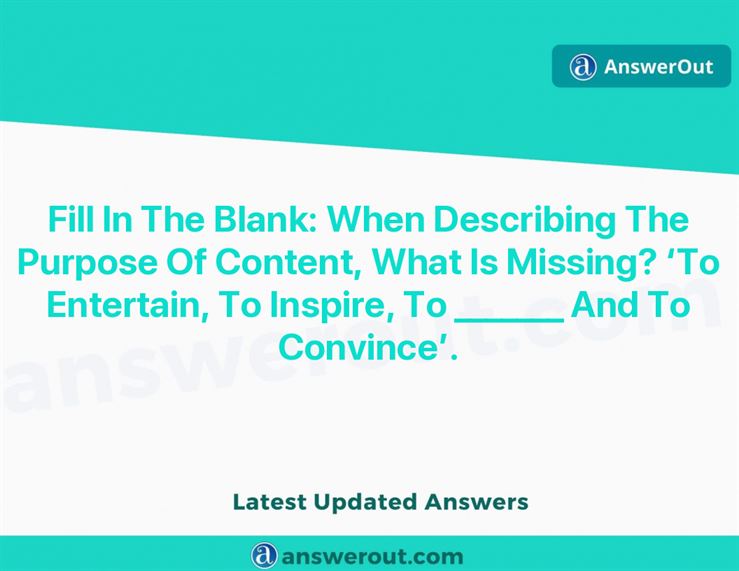 a AnswerOut
Fill In The Blank: When Describing The
Purpose Of Content, What Is Missing? ‘To
Entertain, To Inspire, To _______ And To
Convince’.
answerout.com
Latest Updated Answers
a answerout.com